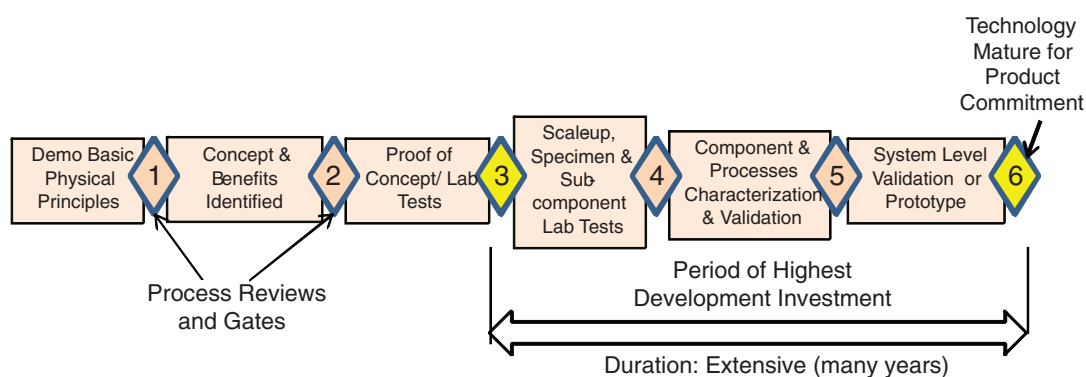 Technology
Mature for
Product
Commitment
Demo Basic
Physical
Principles
1
Concept &
Benefits
Identified
2
Proof of
Concept/ Lab
Tests
3
Scaleup,
Specimen &
Sub-
component
Lab Tests
4
Component &
Processes
Characterization
& Validation
5
System Level
Validation or
Prototype
6
Process Reviews
and Gates
Period of Highest
Development Investment
Duration: Extensive (many years)